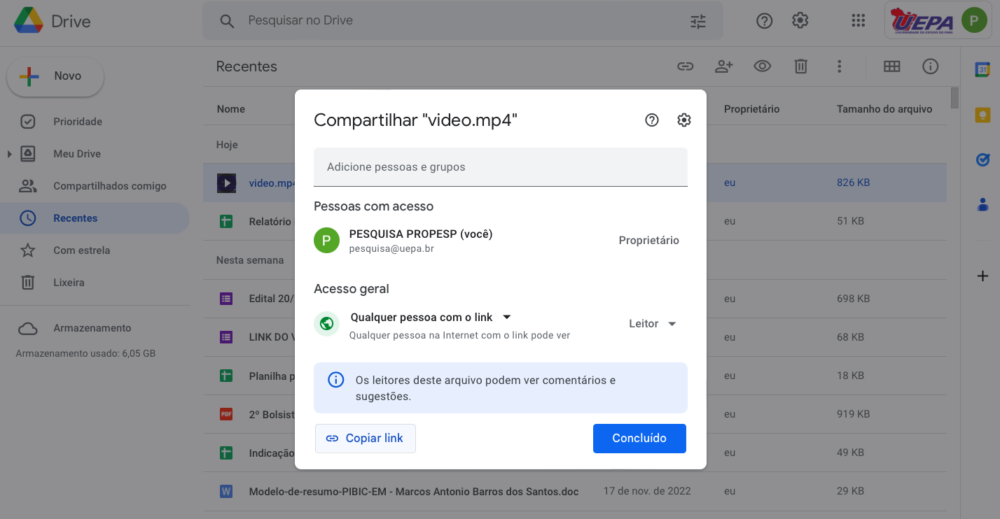 Drive
Pesquisar no Drive
UEPA
UNIVERSIDADE DO ESTADO DO PARÁ
P
Novo
Prioridade
Meu Drive
Compartilhados comigo
Recentes
Com estrela
Lixeira
Armazenamento
Armazenamento usado: 6,05 GB
Recentes
Nome
Proprietário
Tamanho do arquivo
Hoje
video.mp4
eu
826 KB
Relatório
eu
51 KB
Nesta semana
Edital 20/
eu
698 KB
LINK DO V
eu
68 KB
Planilha p
eu
18 KB
PDF
2º Bolsist
eu
919 KB
Indicação
eu
49 KB
W
Modelo-de-resumo-PIBIC-EM - Marcos Antonio Barros dos Santos.doc
17 de nov. de 2022
eu
29 KB
31
Compartilhar "video.mp4"
Adicione pessoas e grupos
Pessoas com acesso
P
PESQUISA PROPESP (você)
pesquisa@uepa.br
Proprietário
Acesso geral
Qualquer pessoa com o link
Qualquer pessoa na Internet com o link pode ver
Leitor
Os leitores deste arquivo podem ver comentários e
sugestões.
Copiar link
Concluído